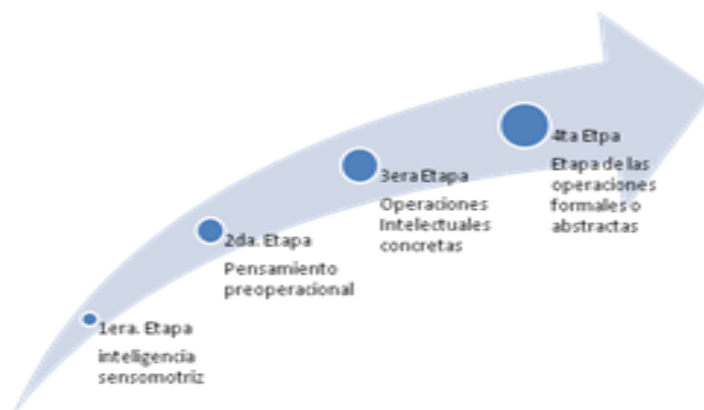 1era. Etapa
inteligencia
sensomotriz
2da. Etapa
Pensamiento
preoperacional
3era Etapa
Operaciones
Intelectuales
concretas
4ta Etpa
Etapa de las
operaciones
formales o
abstractas